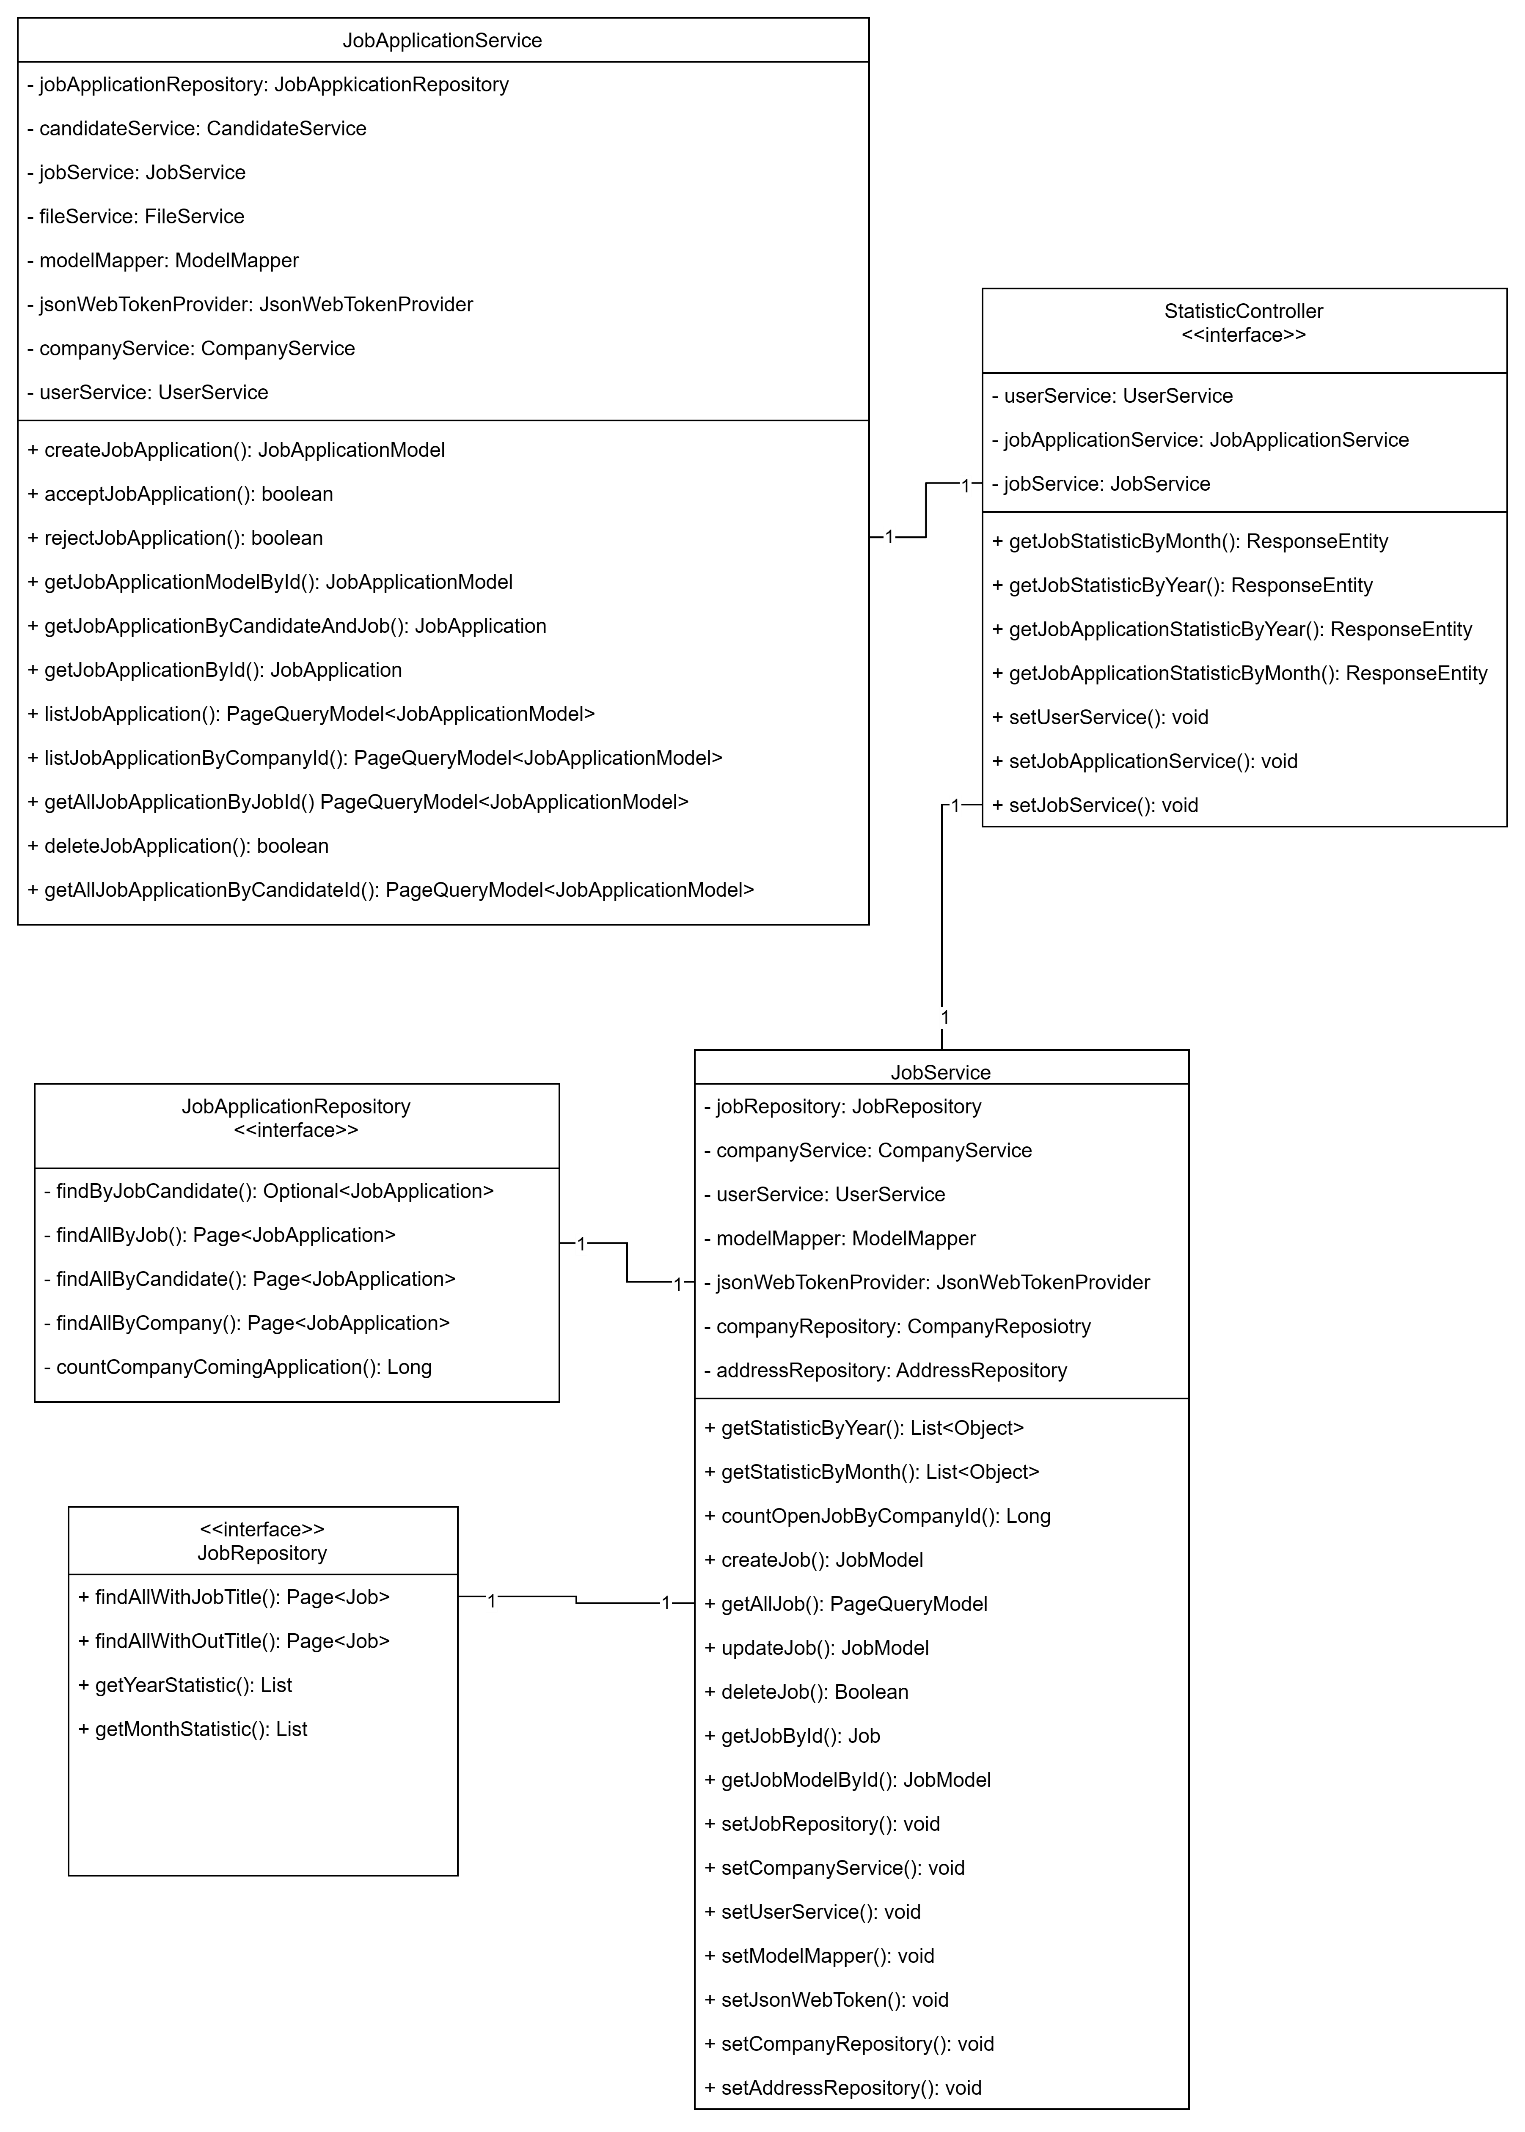 JobApplicationService
- jobApplicationRepository: JobAppkicationRepository
- candidateService: CandidateService
- jobService: JobService
- fileService: FileService
- modelMapper: ModelMapper
- jsonWebTokenProvider: JsonWebTokenProvider
- companyService: CompanyService
- userService: UserService
+ createJobApplication(): JobApplicationModel
+ acceptJobApplication(): boolean
+ rejectJobApplication(): boolean
+ getJobApplicationModelById(): JobApplicationModel
+ getJobApplicationByCandidateAndJob(): JobApplication
+ getJobApplicationById(): JobApplication
+ listJobApplication(): PageQueryModel<JobApplicationModel>
+ listJobApplicationByCompanyId(): PageQueryModel<JobApplicationModel>
+ getAllJobApplicationByJobId() PageQueryModel<JobApplicationModel>
+ deleteJobApplication(): boolean
+ getAllJobApplicationByCandidateId(): PageQueryModel<JobApplicationModel>
1
1
StatisticController
<<interface>>
- userService: UserService
- jobApplicationService: JobApplicationService
- jobService: JobService
+ getJobStatisticByMonth(): ResponseEntity
+ getJobStatisticByYear(): ResponseEntity
+ getJobApplicationStatisticByYear(): ResponseEntity
+ getJobApplicationStatisticByMonth(): ResponseEntity
+ setUserService(): void
+ setJobApplicationService(): void
+ setJobService(): void
1
1
JobApplicationRepository
<<interface>>
- findByJobCandidate(): Optional<JobApplication>
- findAllByJob(): Page<JobApplication>
- findAllByCandidate(): Page<JobApplication>
- findAllByCompany(): Page<JobApplication>
- countCompanyComingApplication(): Long
1
1
<<interface>>
JobRepository
+ findAllWithJobTitle(): Page<Job>
+ findAllWithOutTitle(): Page<Job>
+ getYearStatistic(): List
+ getMonthStatistic(): List
1
1
JobService
- jobRepository: JobRepository
- companyService: CompanyService
- userService: UserService
- modelMapper: ModelMapper
- jsonWebTokenProvider: JsonWebTokenProvider
- companyRepository: CompanyReposiotry
- addressRepository: AddressRepository
+ getStatisticByYear(): List<Object>
+ getStatisticByMonth(): List<Object>
+ countOpenJobByCompanyId(): Long
+ createJob(): JobModel
+ getAllJob(): PageQueryModel
+ updateJob(): JobModel
+ deleteJob(): Boolean
+ getJobById(): Job
+ getJobModelById(): JobModel
+ setJobRepository(): void
+ setCompanyService(): void
+ setUserService(): void
+ setModelMapper(): void
+ setJsonWebToken(): void
+ setCompanyRepository(): void
+ setAddressRepository(): void